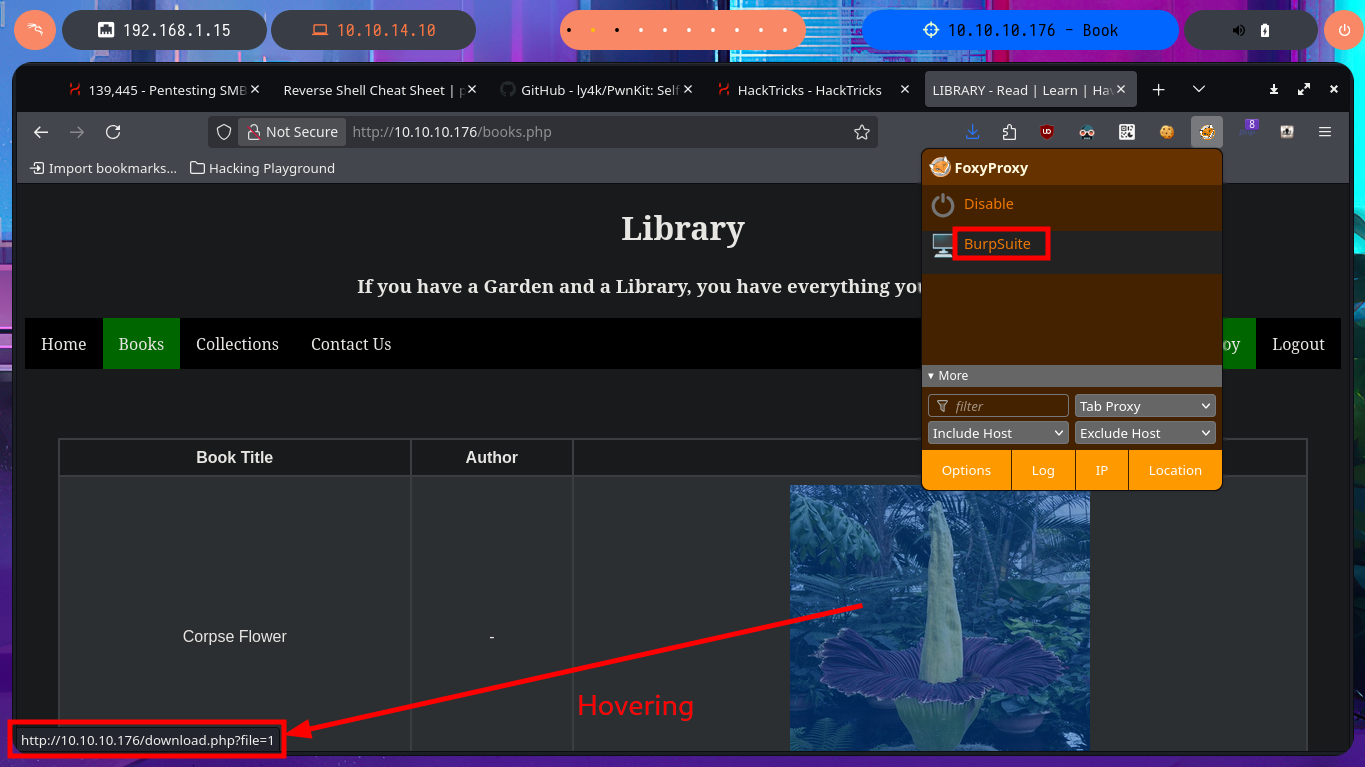 192.168.1.15
10.10.14.10
10.10.10.176 - Book
139,445 - Pentesting SMB
Reverse Shell Cheat Sheet | p
GitHub - ly4k/PwnKit: Self
HackTricks - HackTricks
LIBRARY - Read | Learn | Hav
Not Secure
http://10.10.10.176/books.php
8
Import bookmarks...
Hacking Playground
FoxyProxy
Disable
BurpSuite
More
filter
Tab Proxy
Include Host
Exclude Host
Options
Log
IP
Location
Library
If you have a Garden and a Library, you have everything you
Home
Books
Collections
Contact Us
oy
Logout
Book Title
Author
Corpse Flower
-
Hovering
http://10.10.10.176/download.php?file=1